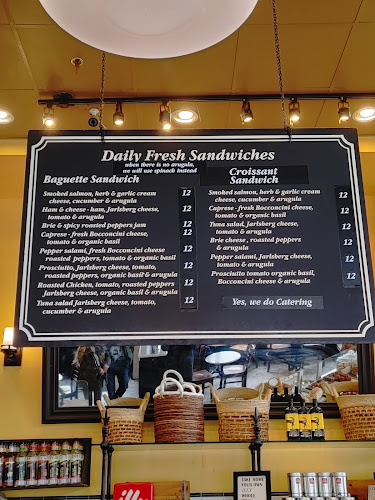 Daily Fresh Sandwiches
when there is no arugula,
we will use spinach instead
Baguette Sandwich
Smoked salmon, herb & garlic cream
cheese, cucumber & arugula 12
Ham & cheese - ham, Jarlsberg cheese,
tomato & arugula 12
Brie & spicy roasted peppers jam 12
Caprese - fresh Bocconcini cheese,
tomato & organic basil 12
Pepper salami, fresh Bocconcini cheese
roasted peppers, tomato & organic basil 12
Prosciutto, Jarlsberg cheese, tomato,
roasted peppers, organic basil & arugula 12
Roasted Chicken, tomato, roasted peppers
Jarlsberg cheese, organic basil & arugula 12
Tuna salad Jarlsberg cheese, tomato,
cucumber & arugula 12
Croissant
Sandwich
Smoked salmon, herb & garlic cream
cheese, cucumber & arugula 12
Caprese - fresh Bocconcini cheese,
tomato & organic basil 12
Tuna salad, Jarlsberg cheese,
tomato & arugula 12
Brie cheese, roasted peppers
& arugula 12
Pepper salami, Jarlsberg cheese,
tomato & arugula 12
Prosciutto tomato organic basil,
Bocconcini cheese & arugula 12
Yes, we do Catering
illy
TAKE HOME
YOUR OWN
WHOLE